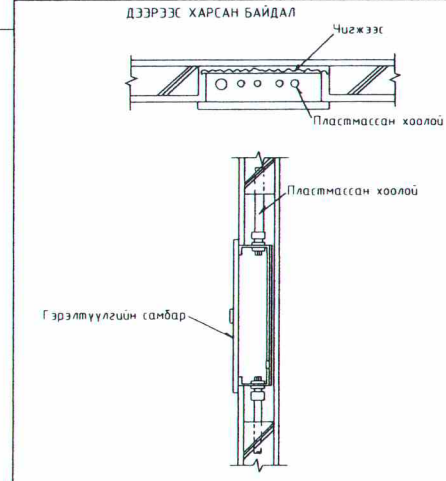 ДЭЭРЭЭС ХАРСАН БАЙДАЛ
Чигжээс
Пластмассан хоолой
Пластмассан хоолой
Гэрэлтүүлгийн самбар